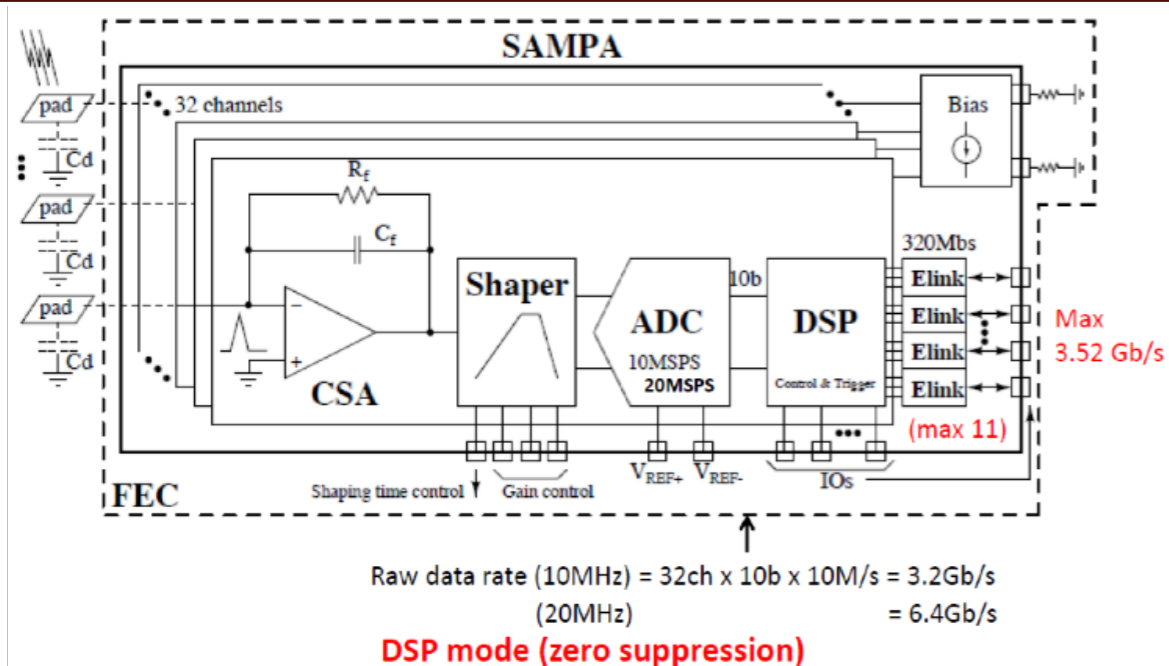 SAMPA
32 channels
pad
Cd
pad
Cd
pad
Cd
Rf
Cf
−
+
CSA
Shaper
ADC
10MSPS
20MSPS
10b
DSP
Control & Trigger
Bias
320Mbs
Elink
Elink
Elink
Elink
(max 11)
Max
3.52 Gb/s
FEC
Shaping time control
Gain control
VREF+
VREF-
IOs
Raw data rate (10MHz) = 32ch x 10b x 10M/s = 3.2Gb/s
(20MHz) = 6.4Gb/s
DSP mode (zero suppression)